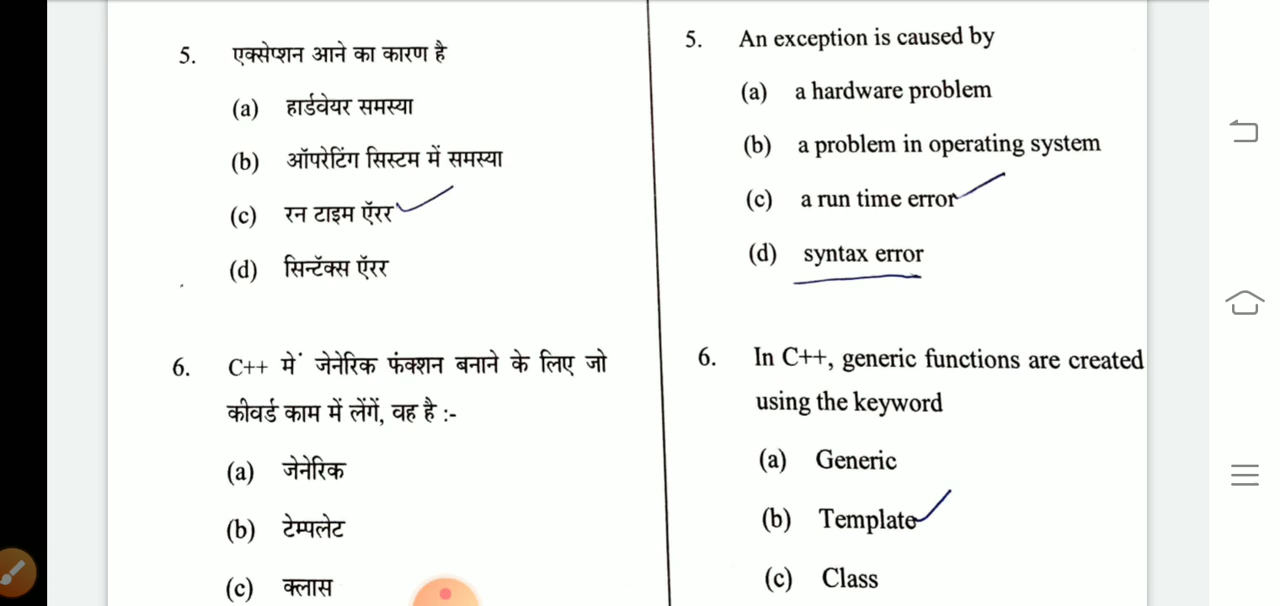 5. एक्सेप्शन आने का कारण है
(a) हार्डवेयर समस्या
(b) ऑपरेटिंग सिस्टम में समस्या
(c) रन टाइम ऍरर
(d) सिन्टॅक्स ऍरर
6. C++ में जेनेरिक फंक्शन बनाने के लिए जो
कीवर्ड काम में लेंगें, वह है :-
(a) जेनेरिक
(b) टेम्पलेट
(c) क्लास
5. An exception is caused by
(a) a hardware problem
(b) a problem in operating system
(c) a run time error
(d) syntax error
6. In C++, generic functions are created
using the keyword
(a) Generic
(b) Template
(c) Class